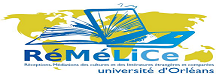 RéMéLiCe
Réceptions, Médiations des cultures et des littératures étrangères et comparées
université d'Orléans